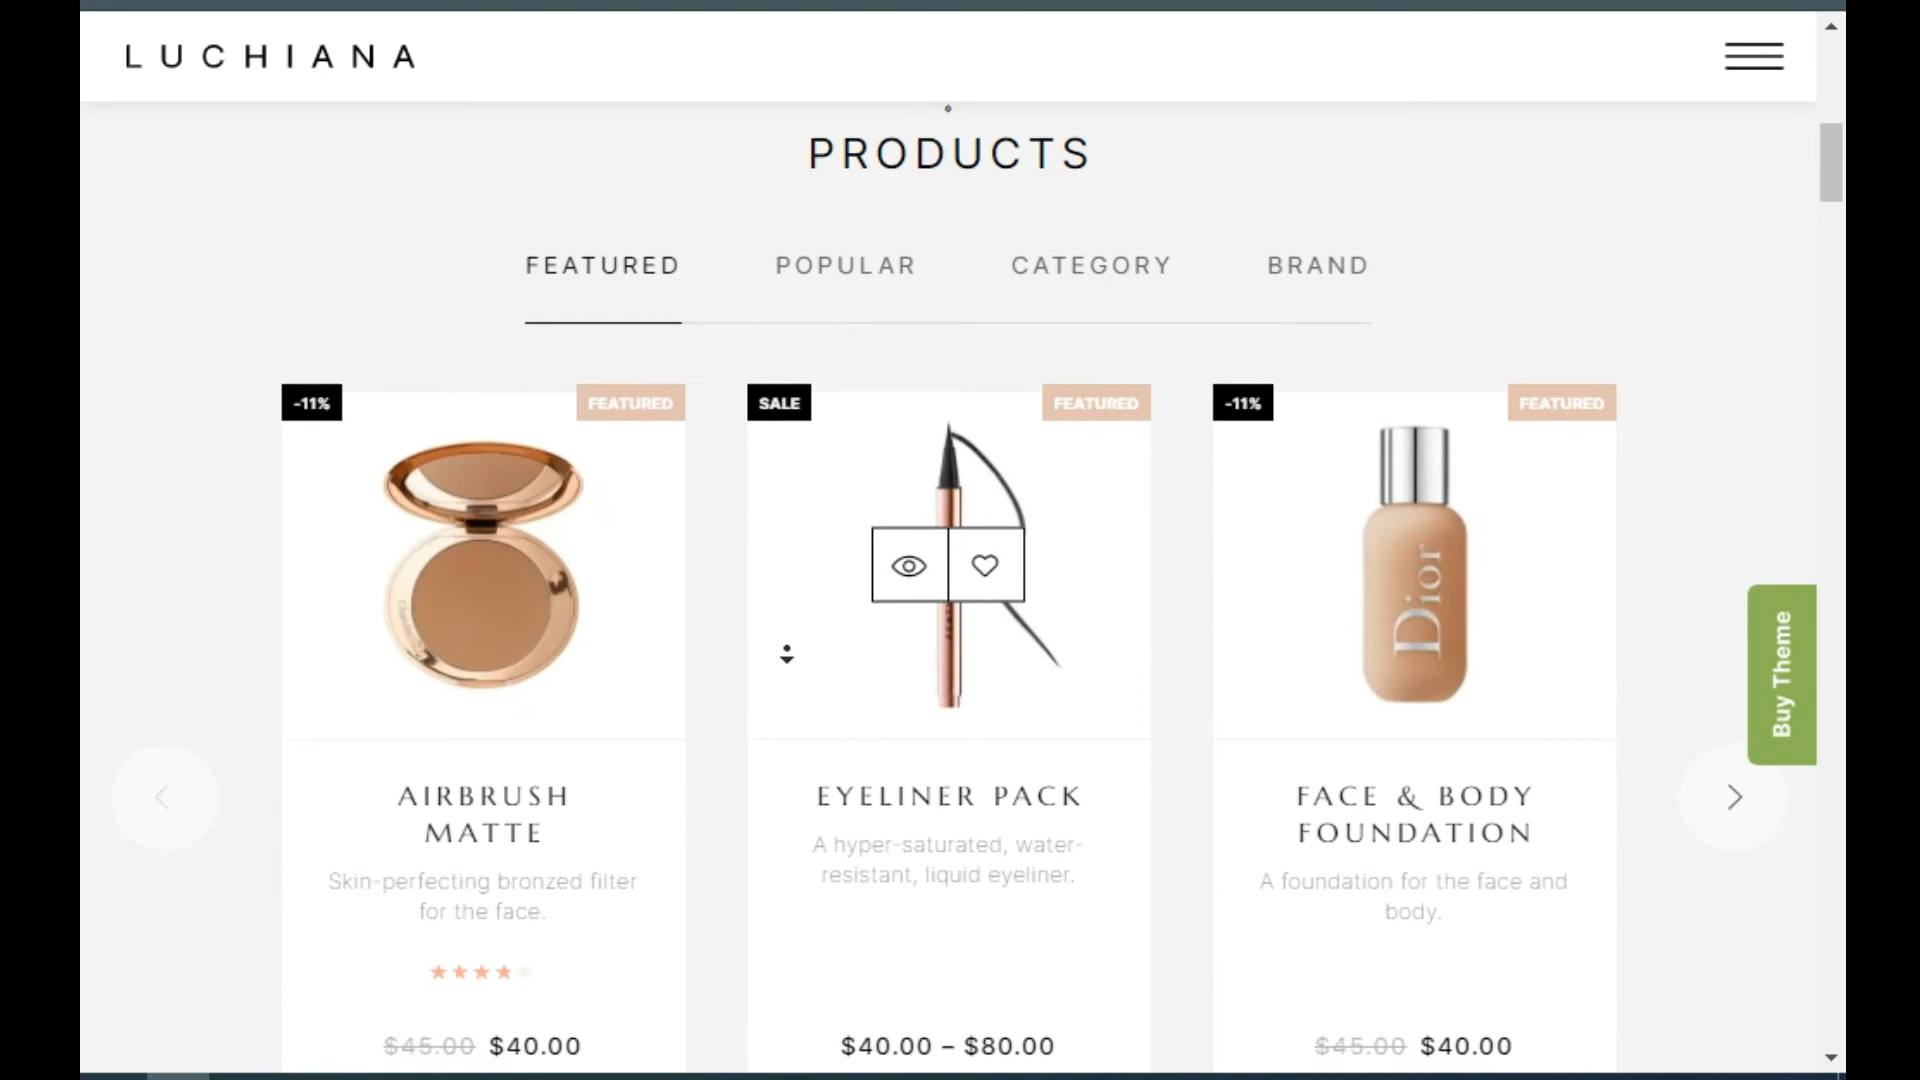 LUCHIANA
PRODUCTS
FEATURED POPULAR CATEGORY BRAND
-11% FEATURED
SALE FEATURED
-11% FEATURED
Dior
Buy Theme
AIRBRUSH
MATTE
Skin-perfecting bronzed filter
for the face.
$45.00 $40.00
EYELINER PACK
A hyper-saturated, water-
resistant, liquid eyeliner.
$40.00 – $80.00
FACE & BODY
FOUNDATION
A foundation for the face and
body.
$45.00 $40.00